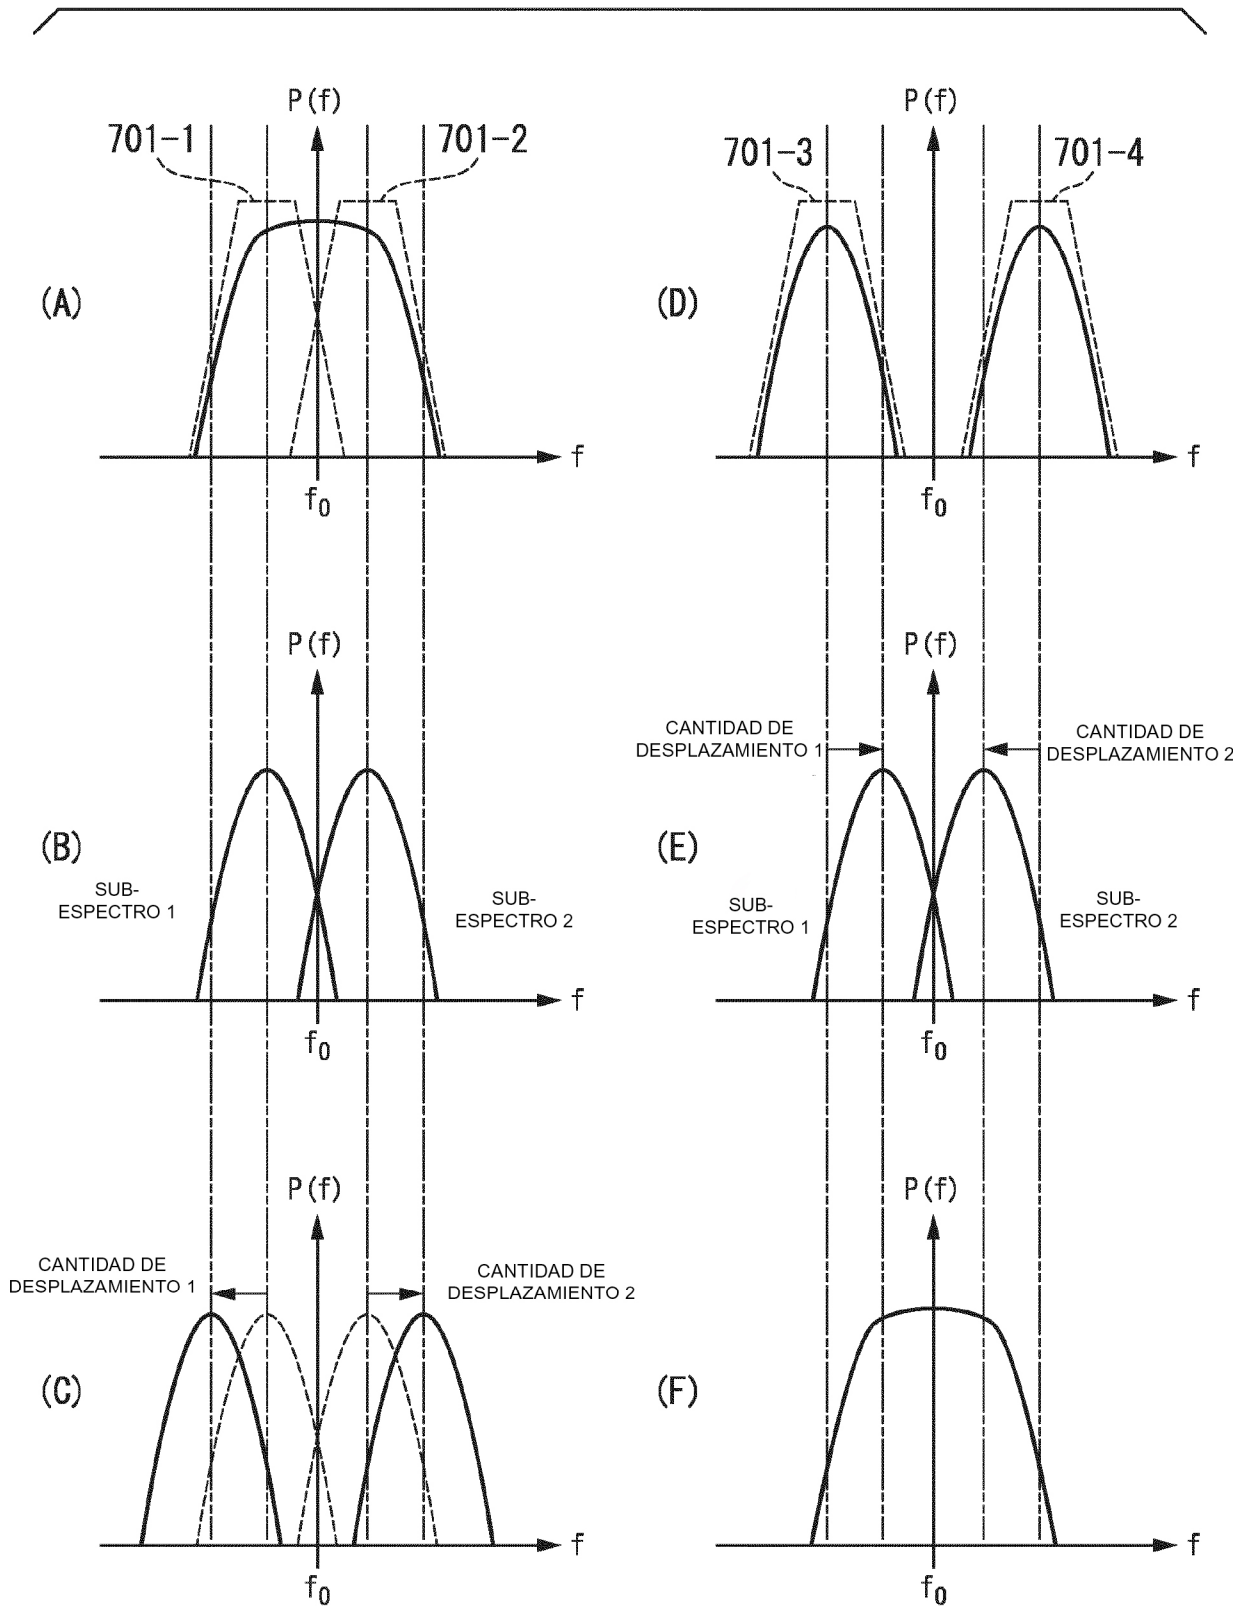 P(f)
701-1
701-2
(A)
f
f0
P(f)
(B)
SUB-
ESPECTRO 1
SUB-
ESPECTRO 2
f
f0
P(f)
CANTIDAD DE
DESPLAZAMIENTO 1
CANTIDAD DE
DESPLAZAMIENTO 2
(C)
f
f0
P(f)
701-3
701-4
(D)
f
f0
P(f)
CANTIDAD DE
DESPLAZAMIENTO 1
CANTIDAD DE
DESPLAZAMIENTO 2
(E)
SUB-
ESPECTRO 1
SUB-
ESPECTRO 2
f
f0
P(f)
(F)
f
f0